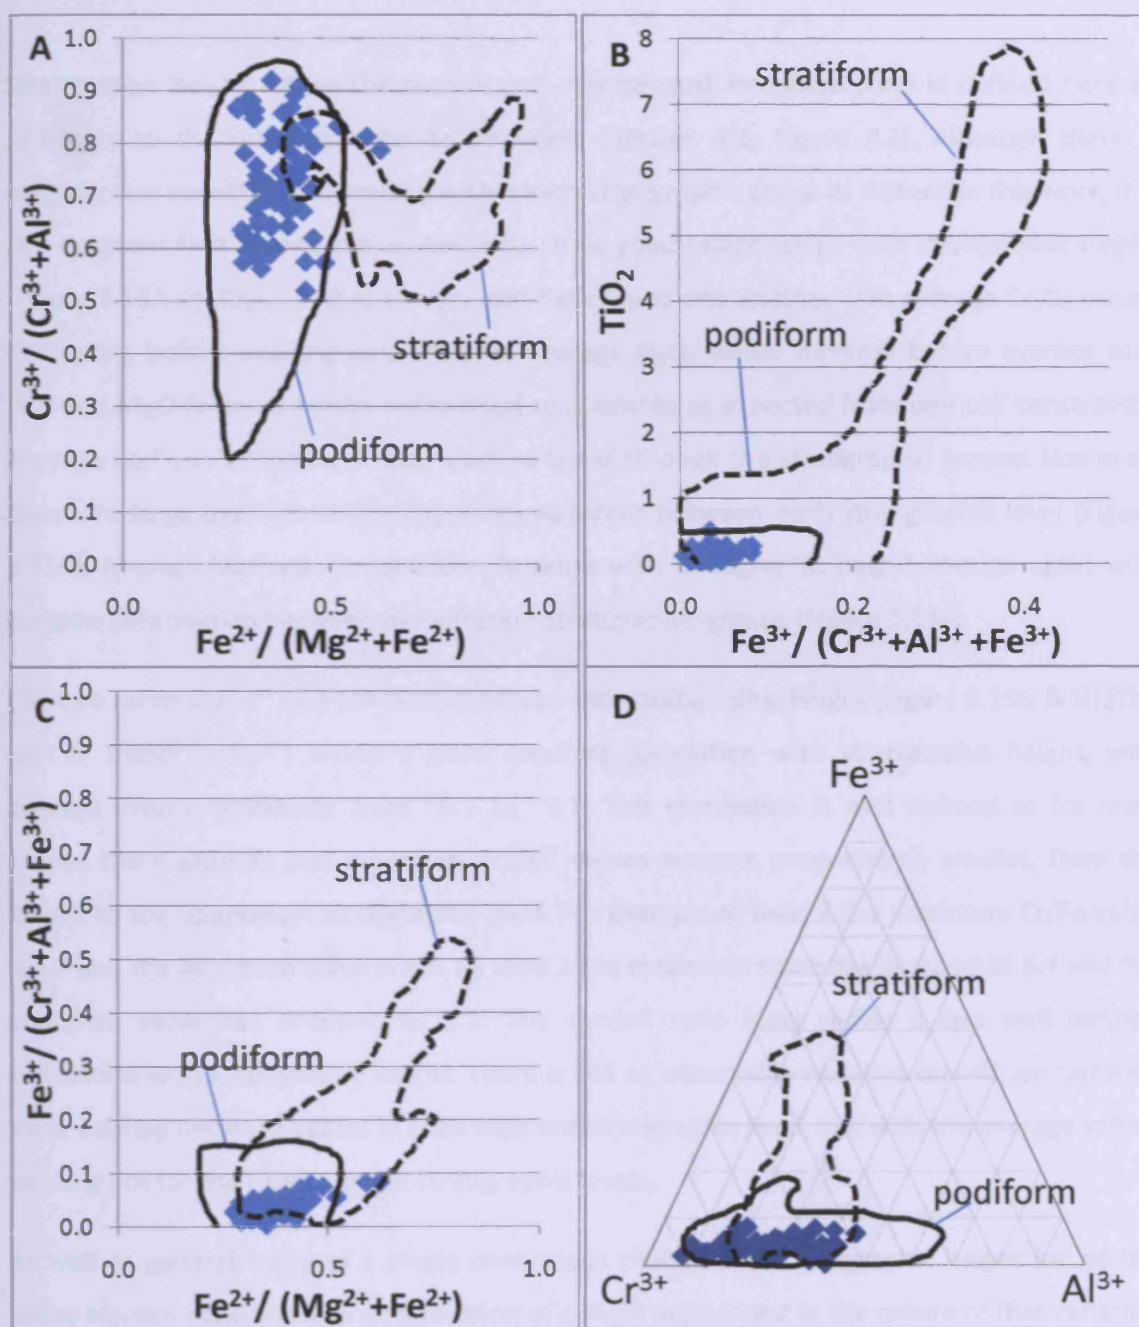 A
1.0
0.9
0.8
0.7
0.6
0.5
0.4
0.3
0.2
0.1
0.0
Cr³⁺/ (Cr³⁺+Al³⁺)
stratiform
podiform
0.0
0.5
1.0
Fe²⁺/ (Mg²⁺+Fe²⁺)
B
8
7
6
5
4
3
2
1
0
TiO₂
stratiform
podiform
0.0
0.2
0.4
Fe³⁺/ (Cr³⁺+Al³⁺+Fe³⁺)
C
1.0
0.9
0.8
0.7
0.6
0.5
0.4
0.3
0.2
0.1
0.0
Fe³⁺/ (Cr³⁺+Al³⁺+Fe³⁺)
stratiform
podiform
0.0
0.5
1.0
Fe²⁺/ (Mg²⁺+Fe²⁺)
D
Fe³⁺
stratiform
podiform
Cr³⁺
Al³⁺